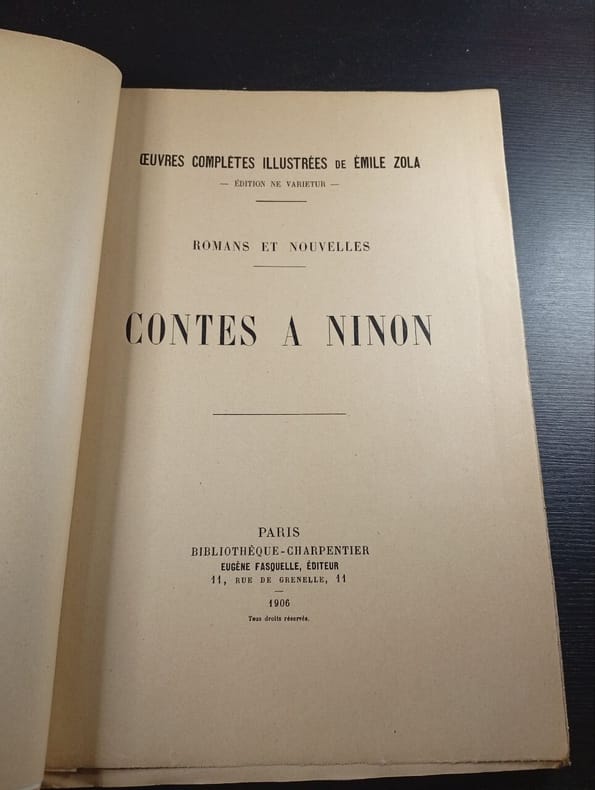 ŒUVRES COMPLÈTES ILLUSTRÉES DE ÉMILE ZOLA
— ÉDITION NE VARIETUR —
ROMANS ET NOUVELLES
CONTES A NINON
PARIS
BIBLIOTHÈQUE-CHARPENTIER
EUGÈNE FASQUELLE, ÉDITEUR
11, RUE DE GRENELLE, 11
—
1906
Tous droits réservés.